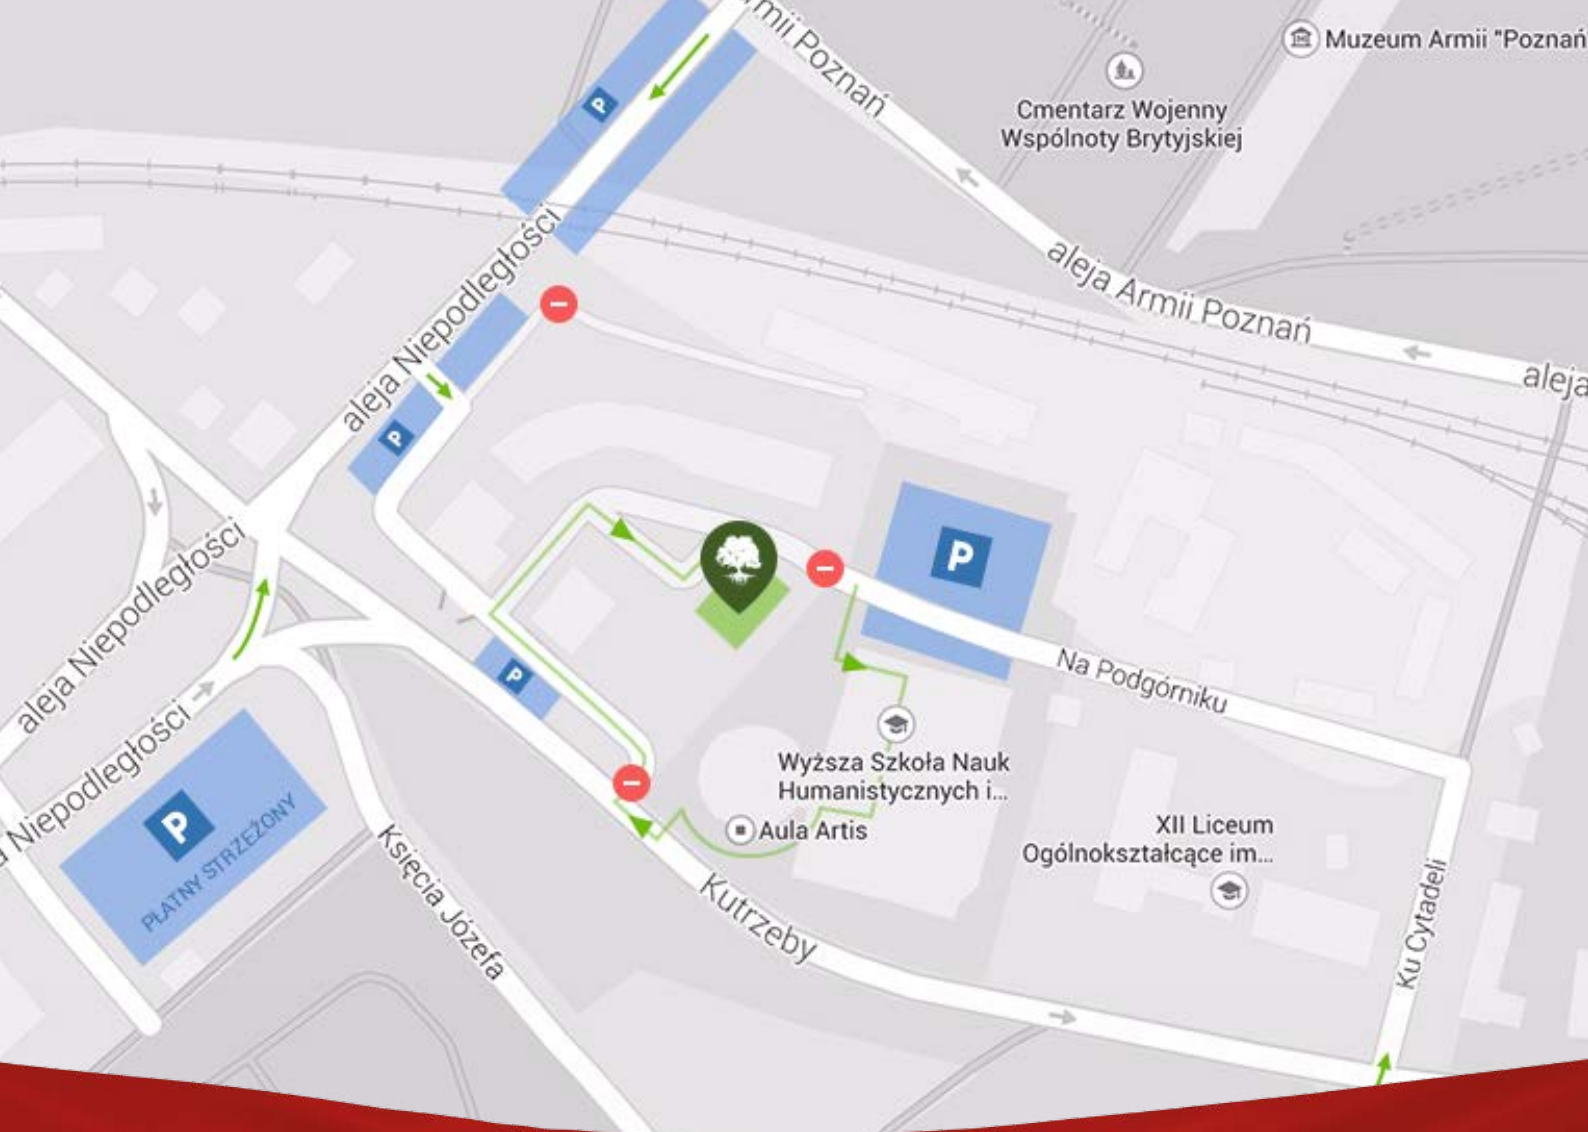 mii Poznań
Muzeum Armii "Poznań"
Cmentarz Wojenny
Wspólnoty Brytyjskiej
P
aleja Niepodległości
aleja Armii Poznań
aleja
P
P
aleja Niepodległości
Na Podgórniku
P
Niepodległości
Wyższa Szkoła Nauk
Humanistycznych i...
P
PŁATNY STRZEŻONY
Aula Artis
XII Liceum
Ogólnokształcące im...
Księcia Józefa
Kutrzeby
Ku Cytadeli